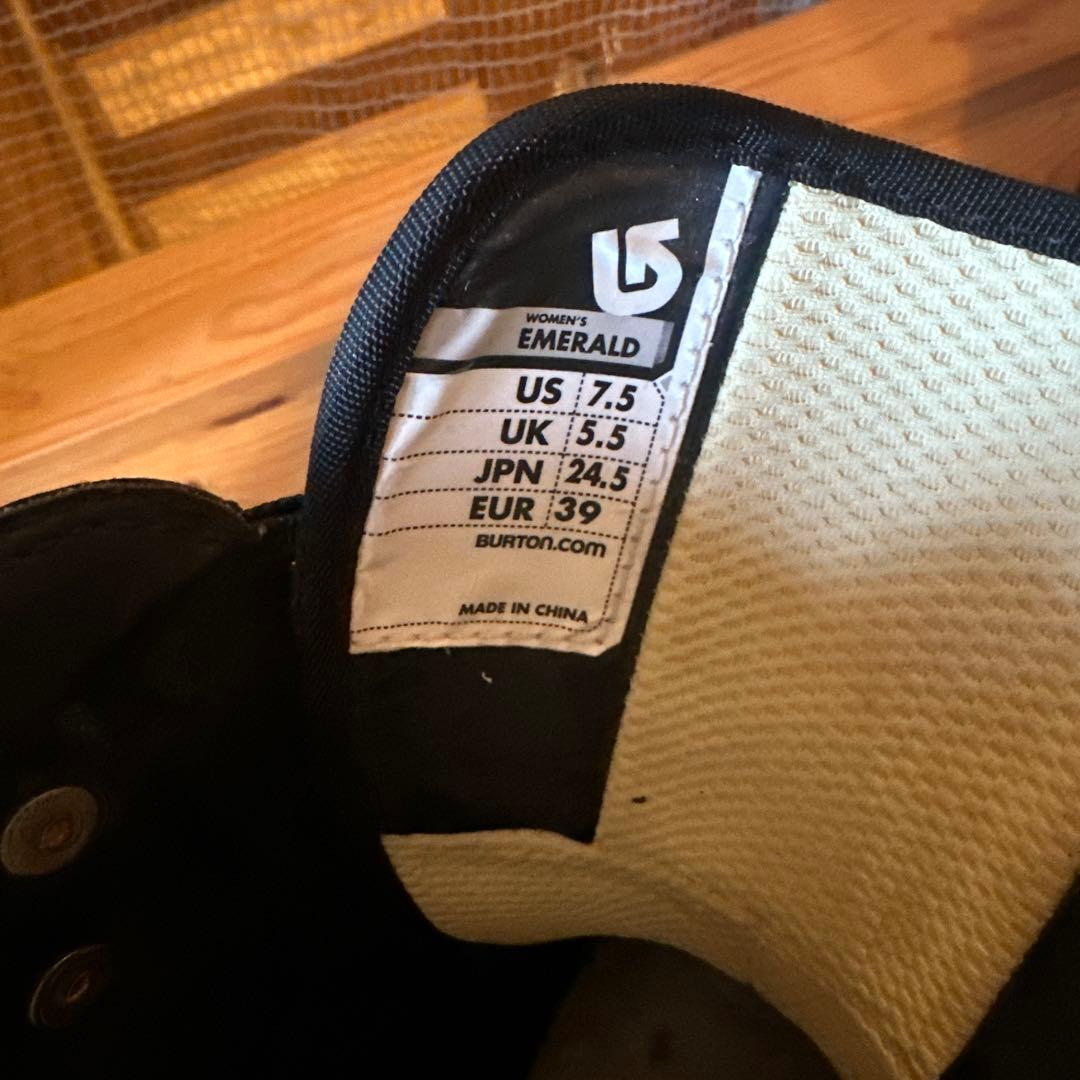 WOMEN'S
EMERALD
US 7.5
UK 5.5
JPN 24.5
EUR 39
BURTON.COM
MADE IN CHINA